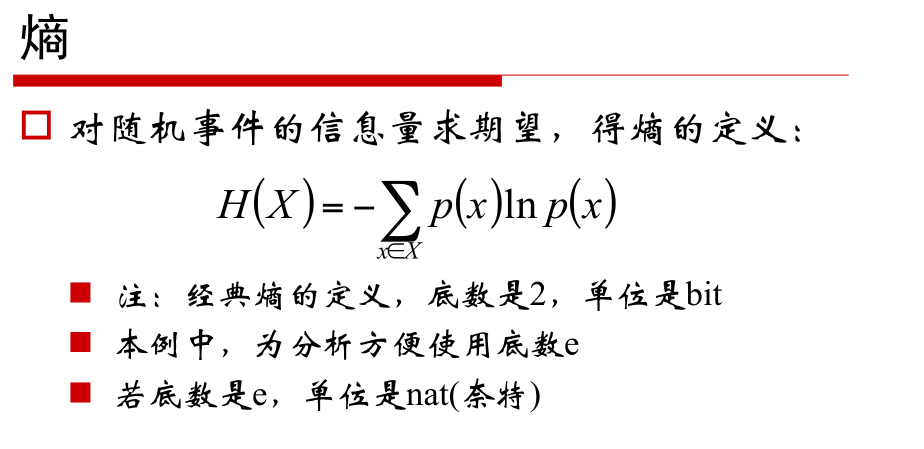 熵
对随机事件的信息量求期望，得熵的定义：
H(X)=-∑p(x)ln p(x)
x∈X
注：经典熵的定义，底数是2，单位是bit
本例中，为分析方便使用底数e
若底数是e，单位是nat(奈特)